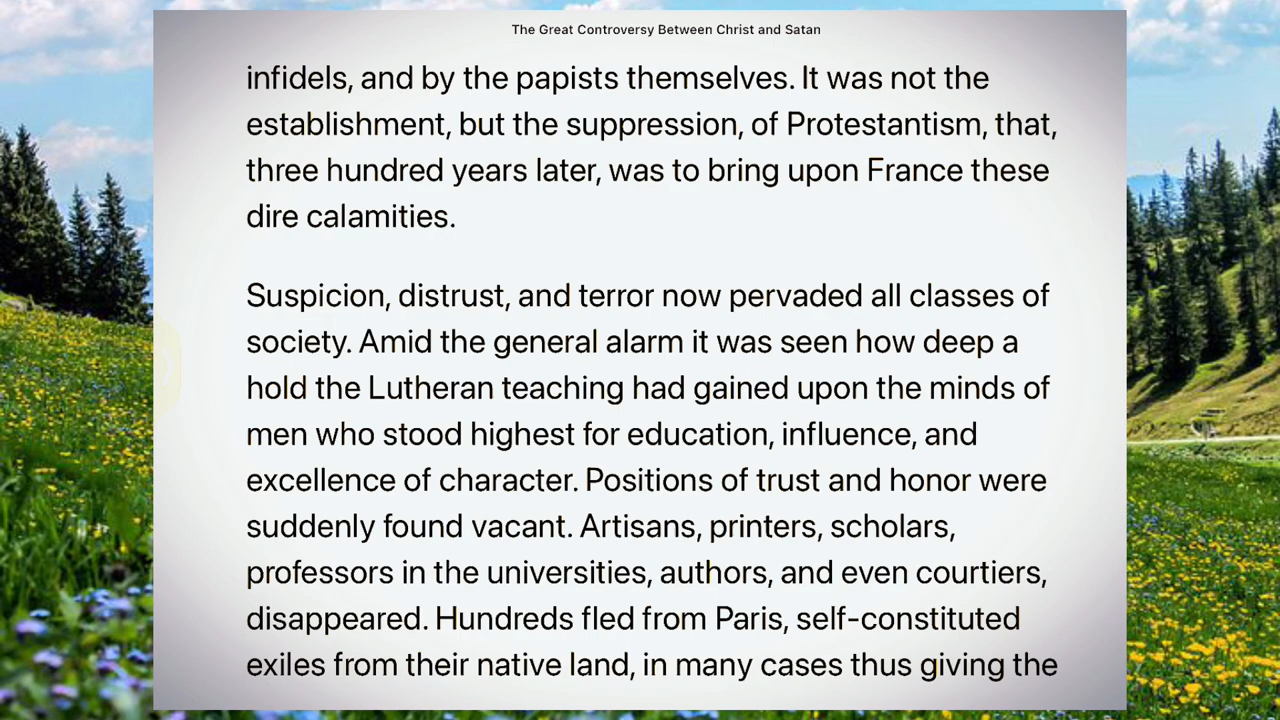 The Great Controversy Between Christ and Satan
infidels, and by the papists themselves. It was not the
establishment, but the suppression, of Protestantism, that,
three hundred years later, was to bring upon France these
dire calamities.
Suspicion, distrust, and terror now pervaded all classes of
society. Amid the general alarm it was seen how deep a
hold the Lutheran teaching had gained upon the minds of
men who stood highest for education, influence, and
excellence of character. Positions of trust and honor were
suddenly found vacant. Artisans, printers, scholars,
professors in the universities, authors, and even courtiers,
disappeared. Hundreds fled from Paris, self-constituted
exiles from their native land, in many cases thus giving the